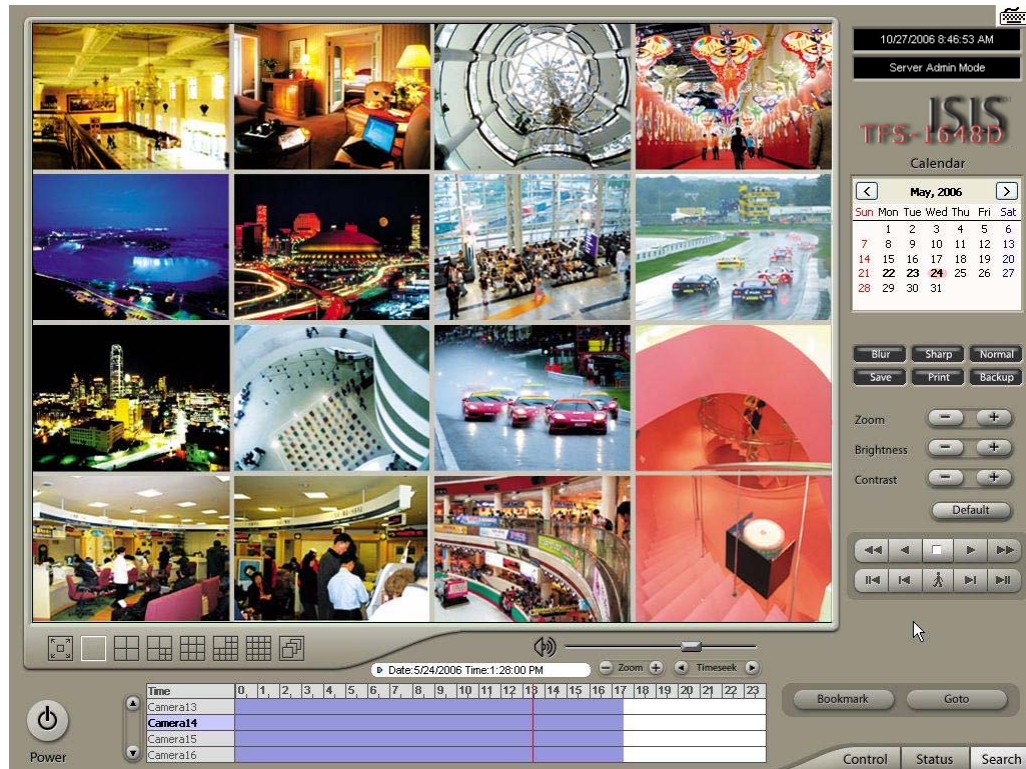 10/27/2006 8:46:53 AM
Server Admin Mode
ISIS
TFS-1648D
Calendar
May, 2006
Sun Mon Tue Wed Thu Fri Sat
1 2 3 4 5 6
7 8 9 10 11 12 13
14 15 16 17 18 19 20
21 22 23 24 25 26 27
28 29 30 31
Blur Sharp Normal
Save Print Backup
Zoom
Brightness
Contrast
Default
Date:5/24/2006 Time:1:28:00 PM
Zoom
Timeseek
Time 0 1 2 3 4 5 6 7 8 9 10 11 12 13 14 15 16 17 18 19 20 21 22 23
Camera13
Camera14
Camera15
Camera16
Power
Bookmark Goto
Control Status Search